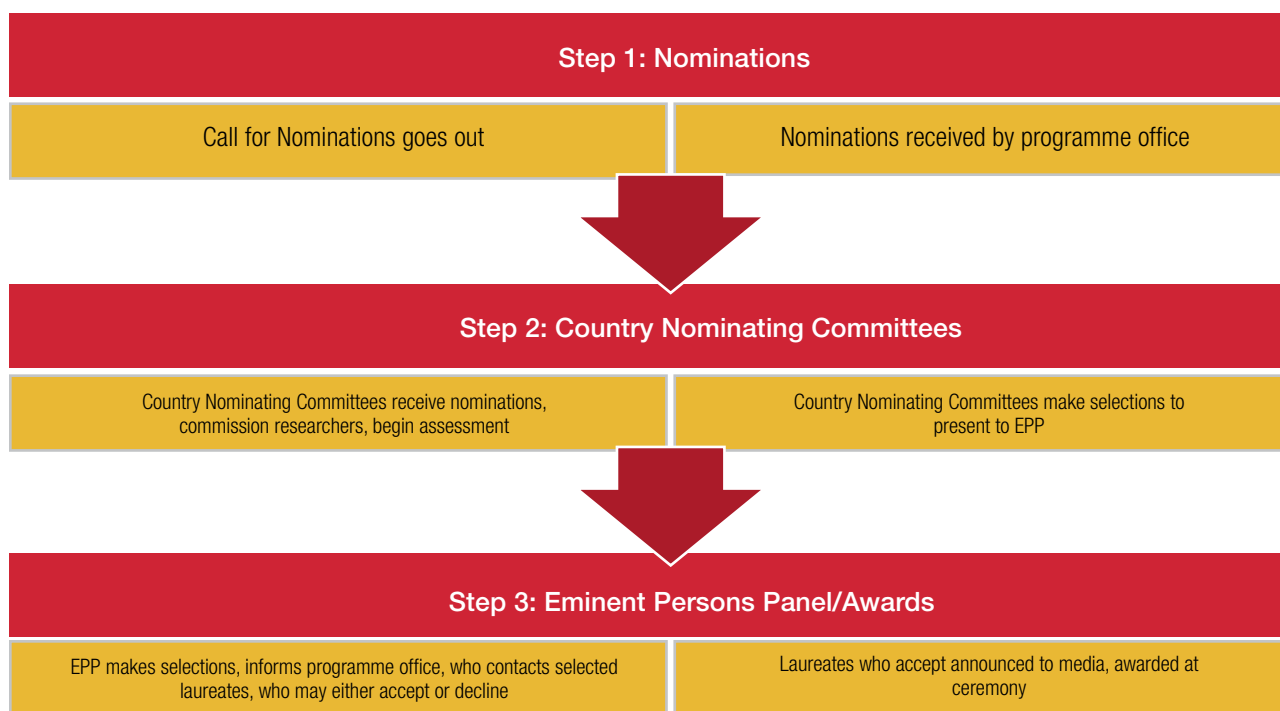 Step 1: Nominations
Call for Nominations goes out
Nominations received by programme office
Step 2: Country Nominating Committees
Country Nominating Committees receive nominations,
commission researchers, begin assessment
Country Nominating Committees make selections to
present to EPP
Step 3: Eminent Persons Panel/Awards
EPP makes selections, informs programme office, who contacts selected
laureates, who may either accept or decline
Laureates who accept announced to media, awarded at
ceremony